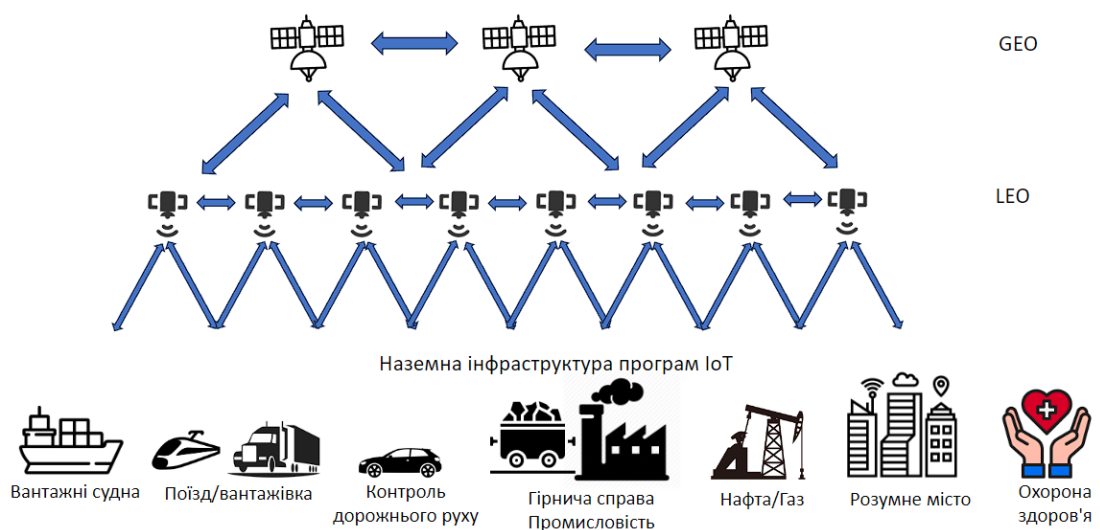 GEO
LEO
Наземна інфраструктура програм IoT
Вантажні судна
Поїзд/вантажівка
Контроль
дорожнього руху
Гірнича справа
Промисловість
Нафта/Газ
Розумне місто
Охорона
здоров'я